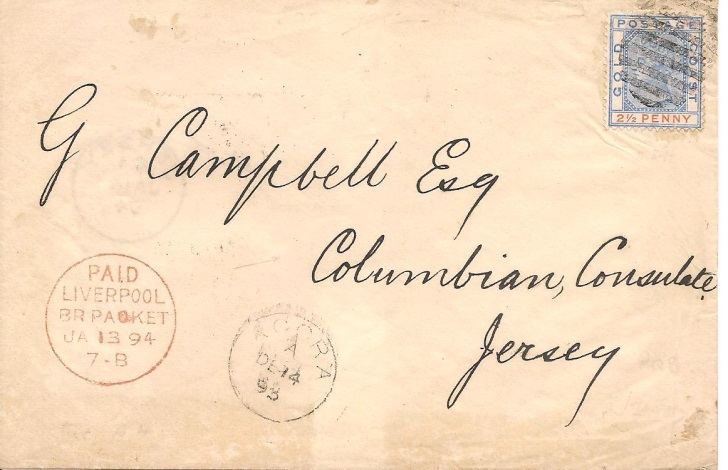 POSTAGE
GOLD
COAST
2½ PENNY
G Campbell Esq
Columbian, Consulate
Jersey
PAID
LIVERPOOL
BR PACKET
JA 13 94
7-B
ACCRA
A
DE 14
93